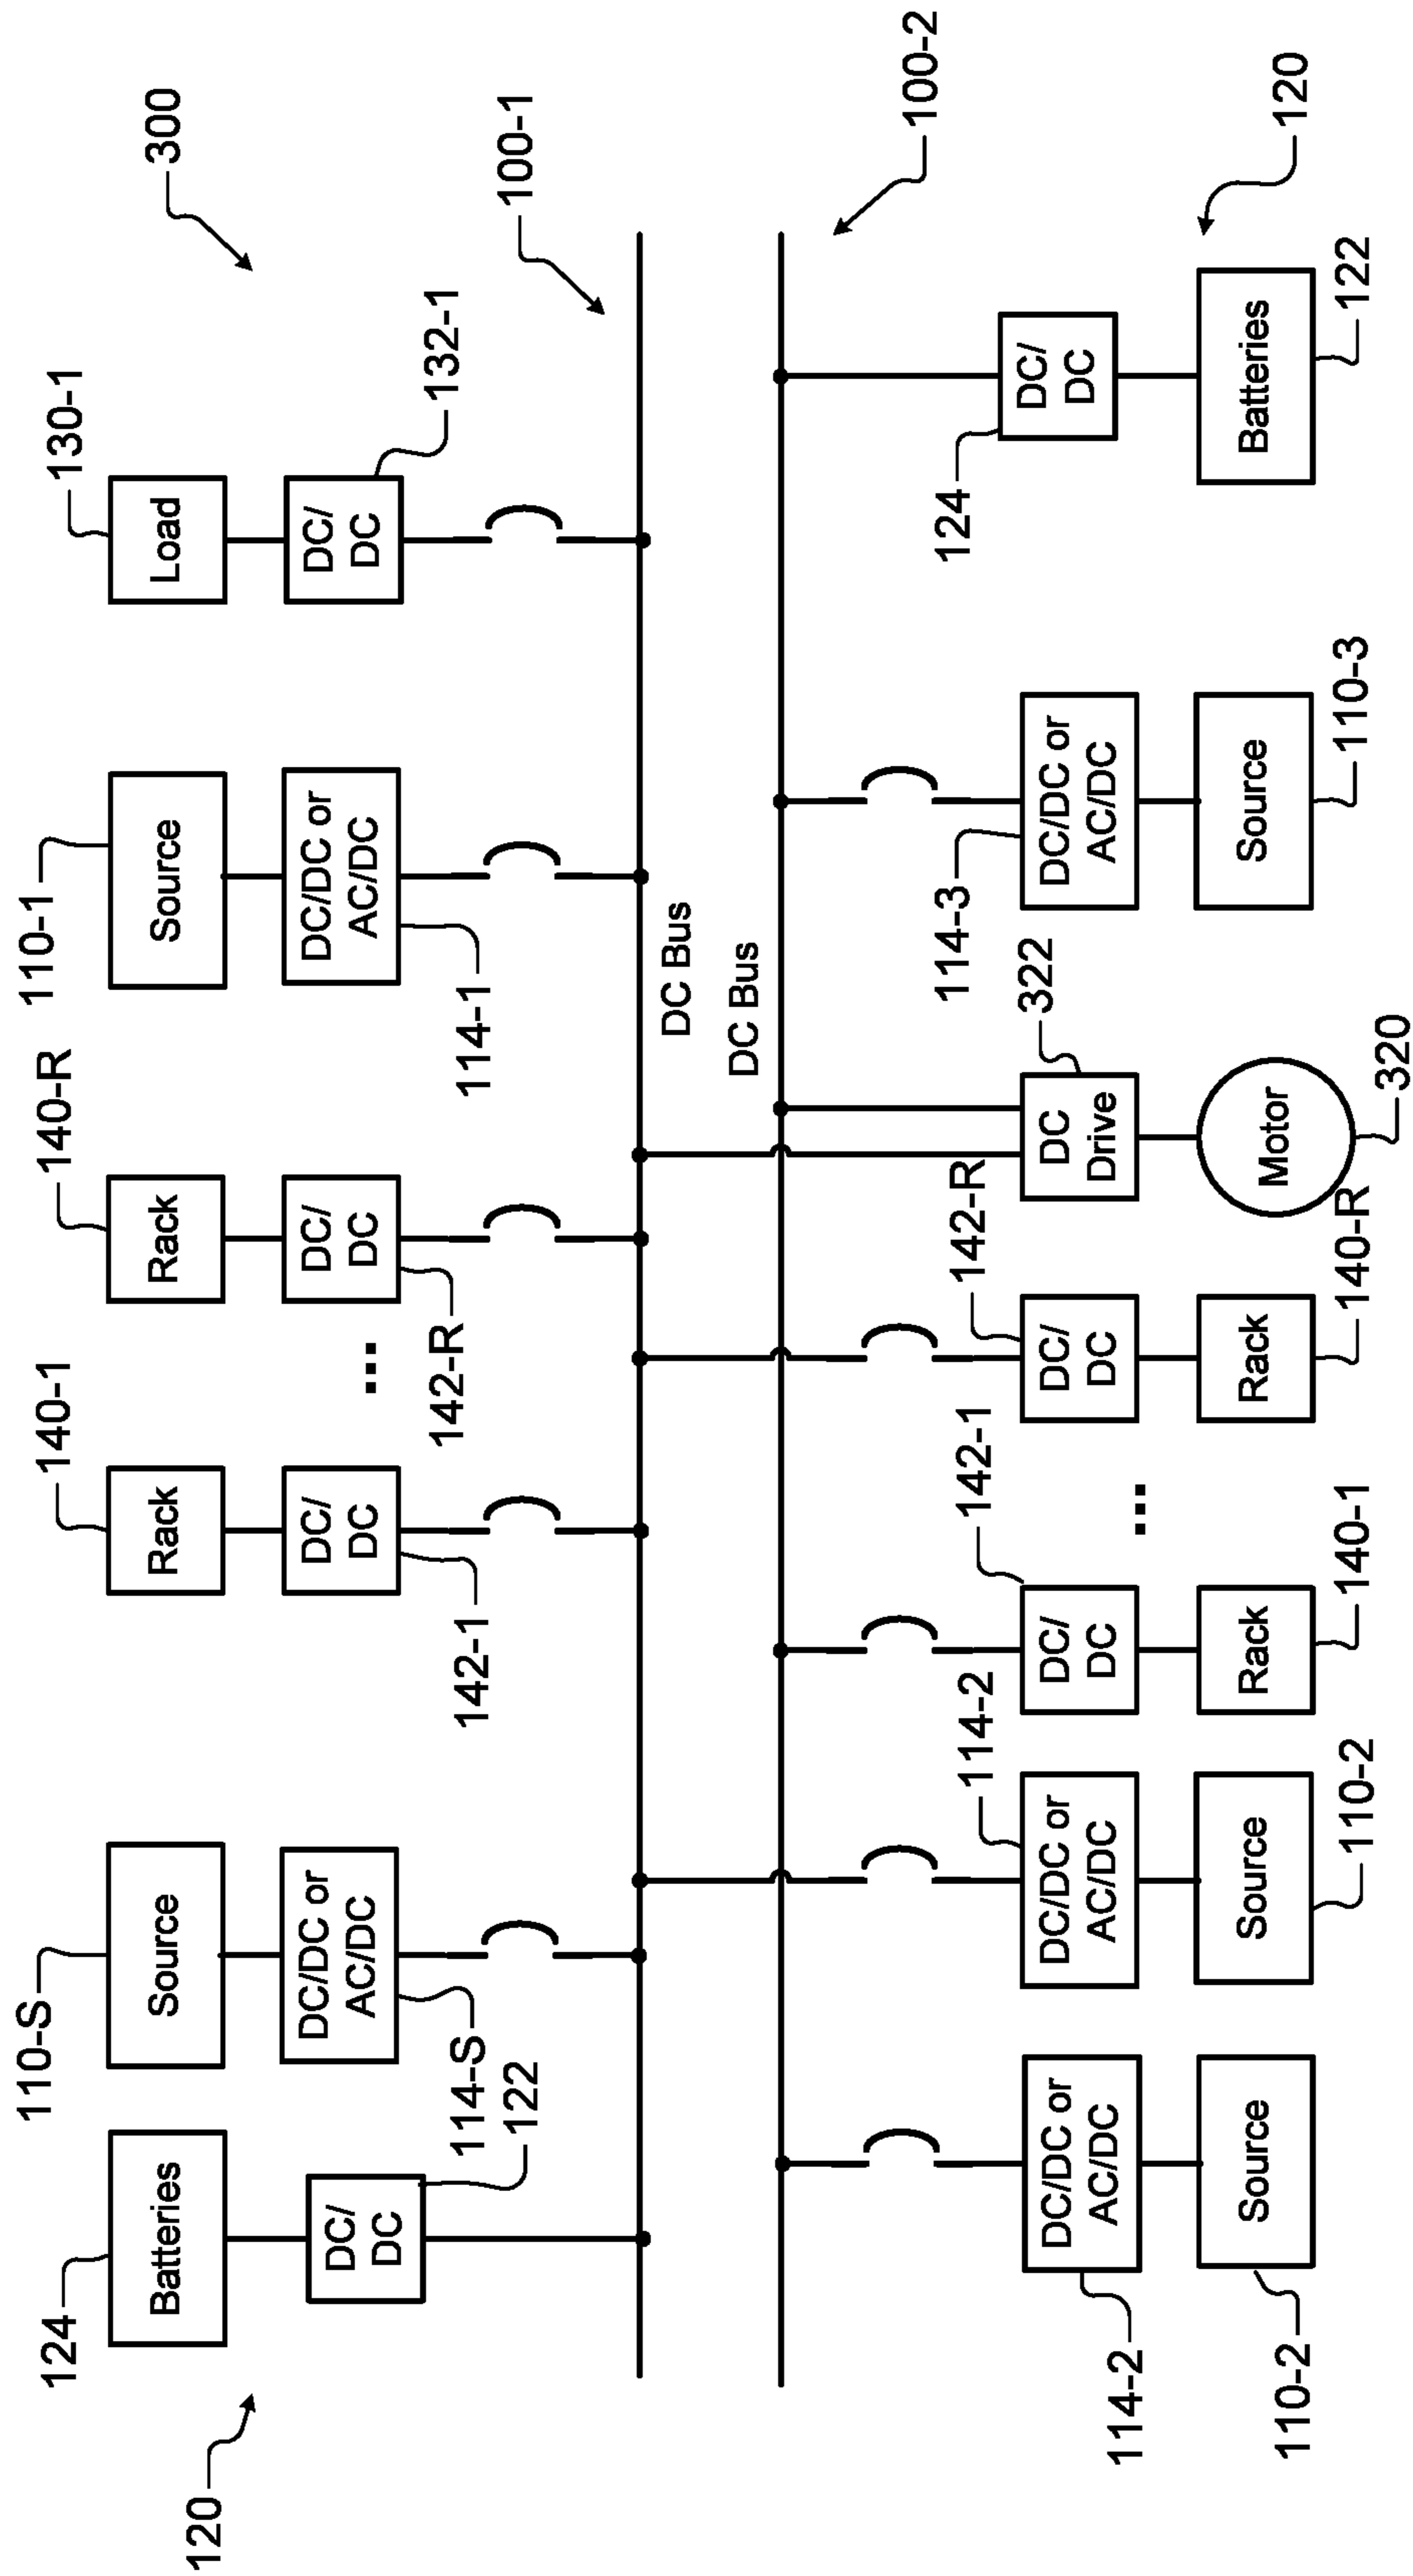 300
100-1
100-2
120
130-1
Load
DC/
DC
132-1
110-1
Source
DC/DC or
AC/DC
114-1
140-R
Rack
DC/
DC
142-R
...
140-1
Rack
DC/
DC
142-1
110-S
Source
DC/DC or
AC/DC
114-S
124
Batteries
DC/
DC
122
120
DC Bus
DC Bus
114-2
DC/DC or
AC/DC
Source
110-2
114-2
DC/DC or
AC/DC
Source
110-2
142-1
DC/
DC
Rack
140-1
...
142-R
DC/
DC
Rack
140-R
322
DC
Drive
Motor
320
114-3
DC/DC or
AC/DC
Source
110-3
124
DC/
DC
Batteries
122